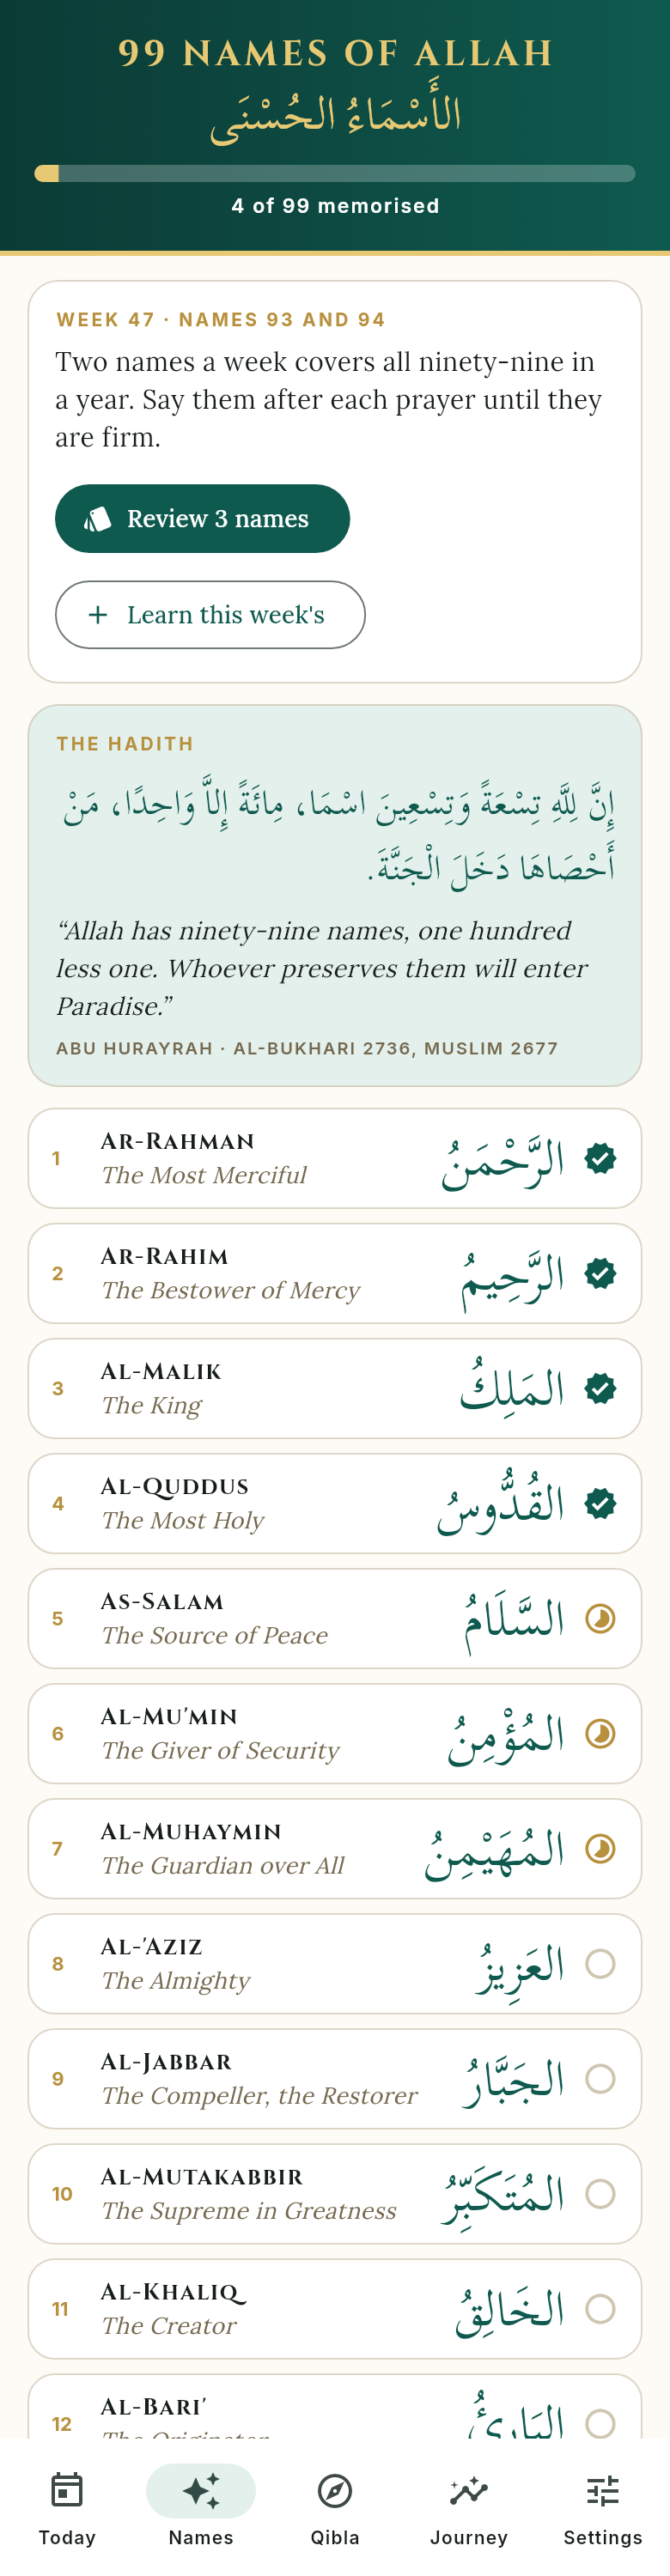 99 NAMES OF ALLAH
الأَسْمَاءُ الحُسْنَى
4 of 99 memorised
WEEK 47 · NAMES 93 AND 94
Two names a week covers all ninety-nine in
a year. Say them after each prayer until they
are firm.
Review 3 names
Learn this week's
THE HADITH
إِنَّ لِلَّهِ تِسْعَةً وَتِسْعِينَ اسْمَا، مِائَةً إِلاَّ وَاحِدًا، مَنْ
أَحْصَاهَا دَخَلَ الْجَنَّةَ.
“Allah has ninety-nine names, one hundred
less one. Whoever preserves them will enter
Paradise.”
ABU HURAYRAH · AL-BUKHARI 2736, MUSLIM 2677
1 AR-RAHMAN الرَّحْمَنُ
The Most Merciful
2 AR-RAHIM الرَّحِيمُ
The Bestower of Mercy
3 AL-MALIK المَلِكُ
The King
4 AL-QUDDUS القُدُّوسُ
The Most Holy
5 AS-SALAM السَّلَامُ
The Source of Peace
6 AL-MU'MIN المُؤْمِنُ
The Giver of Security
7 AL-MUHAYMIN المُهَيْمِنُ
The Guardian over All
8 AL-'AZIZ العَزِيزُ
The Almighty
9 AL-JABBAR الجَبَّارُ
The Compeller, the Restorer
10 AL-MUTAKABBIR المُتَكَبِّرُ
The Supreme in Greatness
11 AL-KHALIQ الخَالِقُ
The Creator
12 AL-BARI' البَارِئُ
Today
Names
Qibla
Journey
Settings